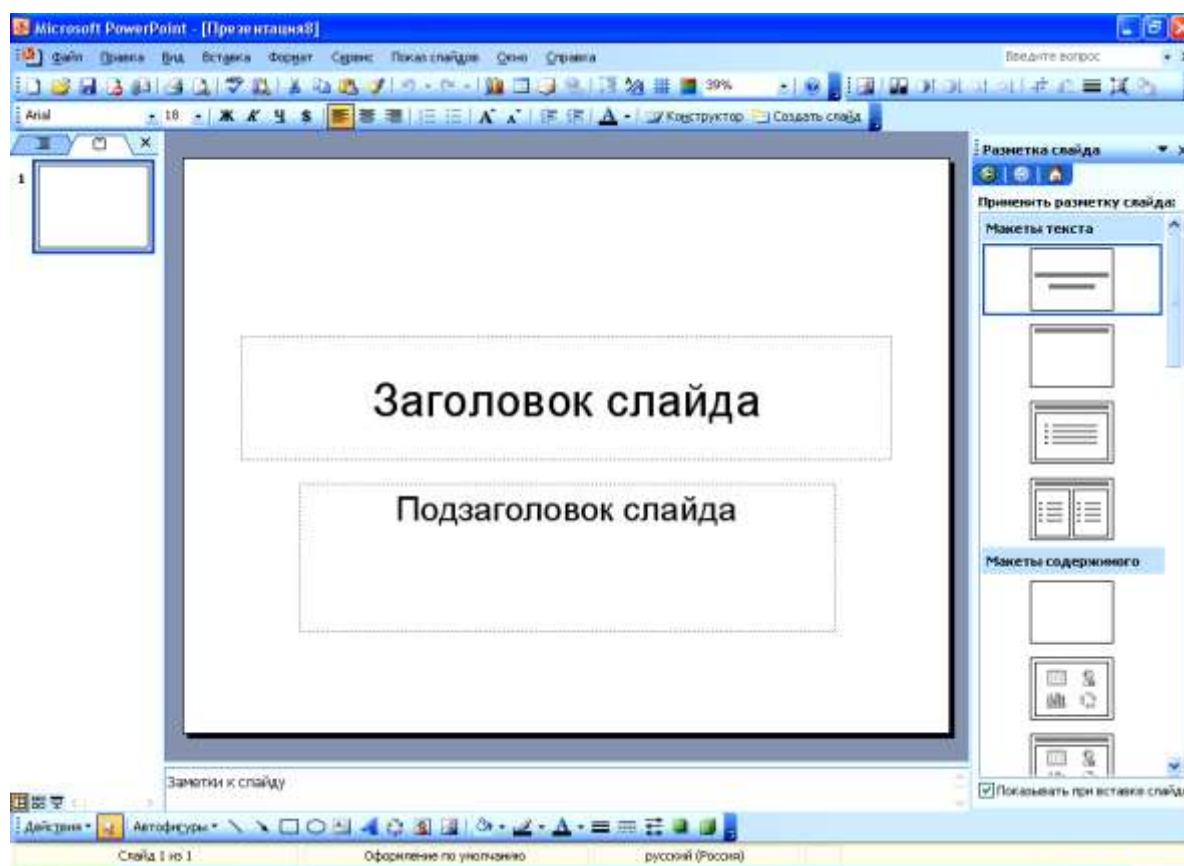 Microsoft PowerPoint - [Презентация8]
Файл Правка Вид Вставка Формат Сервис Показ слайдов Окно Справка Введите вопрос
39%
Arial 18 Ж К Ч S А Конструктор Создать слайд
Разметка слайда
1
Применить разметку слайда:
Макеты текста
Заголовок слайда
Подзаголовок слайда
Макеты содержимого
Заметки к слайду
Показывать при вставке слайд
Действия Автофигуры А
Слайд 1 из 1 Оформление по умолчанию русский (Россия)